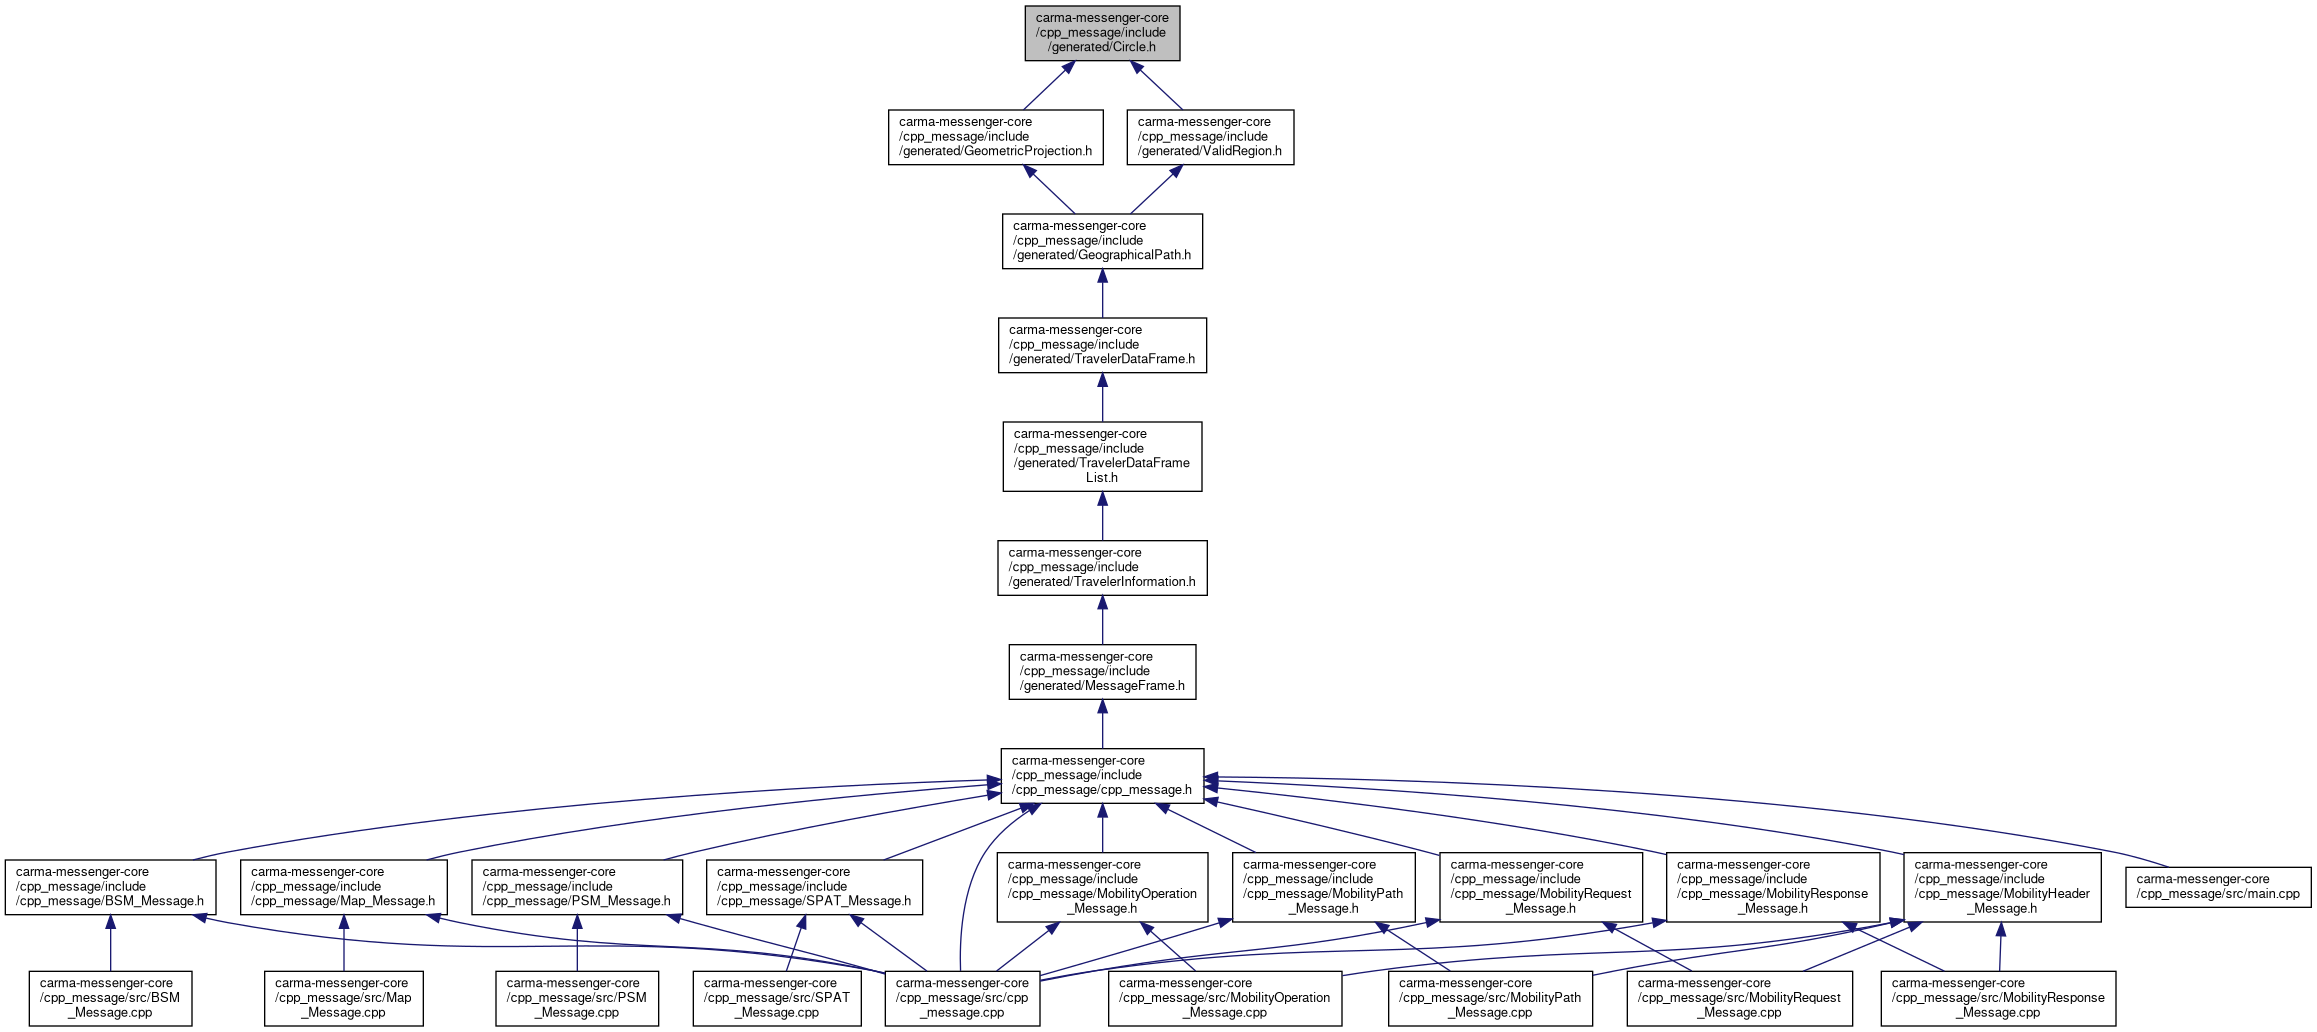 carma-messenger-core
/cpp_message/include
/generated/Circle.h
carma-messenger-core
/cpp_message/include
/generated/GeometricProjection.h
carma-messenger-core
/cpp_message/include
/generated/ValidRegion.h
carma-messenger-core
/cpp_message/include
/generated/GeographicalPath.h
carma-messenger-core
/cpp_message/include
/generated/TravelerDataFrame.h
carma-messenger-core
/cpp_message/include
/generated/TravelerDataFrame
List.h
carma-messenger-core
/cpp_message/include
/generated/TravelerInformation.h
carma-messenger-core
/cpp_message/include
/generated/MessageFrame.h
carma-messenger-core
/cpp_message/include
/cpp_message/cpp_message.h
carma-messenger-core
/cpp_message/include
/cpp_message/BSM_Message.h
carma-messenger-core
/cpp_message/include
/cpp_message/Map_Message.h
carma-messenger-core
/cpp_message/include
/cpp_message/PSM_Message.h
carma-messenger-core
/cpp_message/include
/cpp_message/SPAT_Message.h
carma-messenger-core
/cpp_message/include
/cpp_message/MobilityOperation
_Message.h
carma-messenger-core
/cpp_message/include
/cpp_message/MobilityPath
_Message.h
carma-messenger-core
/cpp_message/include
/cpp_message/MobilityRequest
_Message.h
carma-messenger-core
/cpp_message/include
/cpp_message/MobilityResponse
_Message.h
carma-messenger-core
/cpp_message/include
/cpp_message/MobilityHeader
_Message.h
carma-messenger-core
/cpp_message/src/main.cpp
carma-messenger-core
/cpp_message/src/BSM
_Message.cpp
carma-messenger-core
/cpp_message/src/Map
_Message.cpp
carma-messenger-core
/cpp_message/src/PSM
_Message.cpp
carma-messenger-core
/cpp_message/src/SPAT
_Message.cpp
carma-messenger-core
/cpp_message/src/cpp
_message.cpp
carma-messenger-core
/cpp_message/src/MobilityOperation
_Message.cpp
carma-messenger-core
/cpp_message/src/MobilityPath
_Message.cpp
carma-messenger-core
/cpp_message/src/MobilityRequest
_Message.cpp
carma-messenger-core
/cpp_message/src/MobilityResponse
_Message.cpp